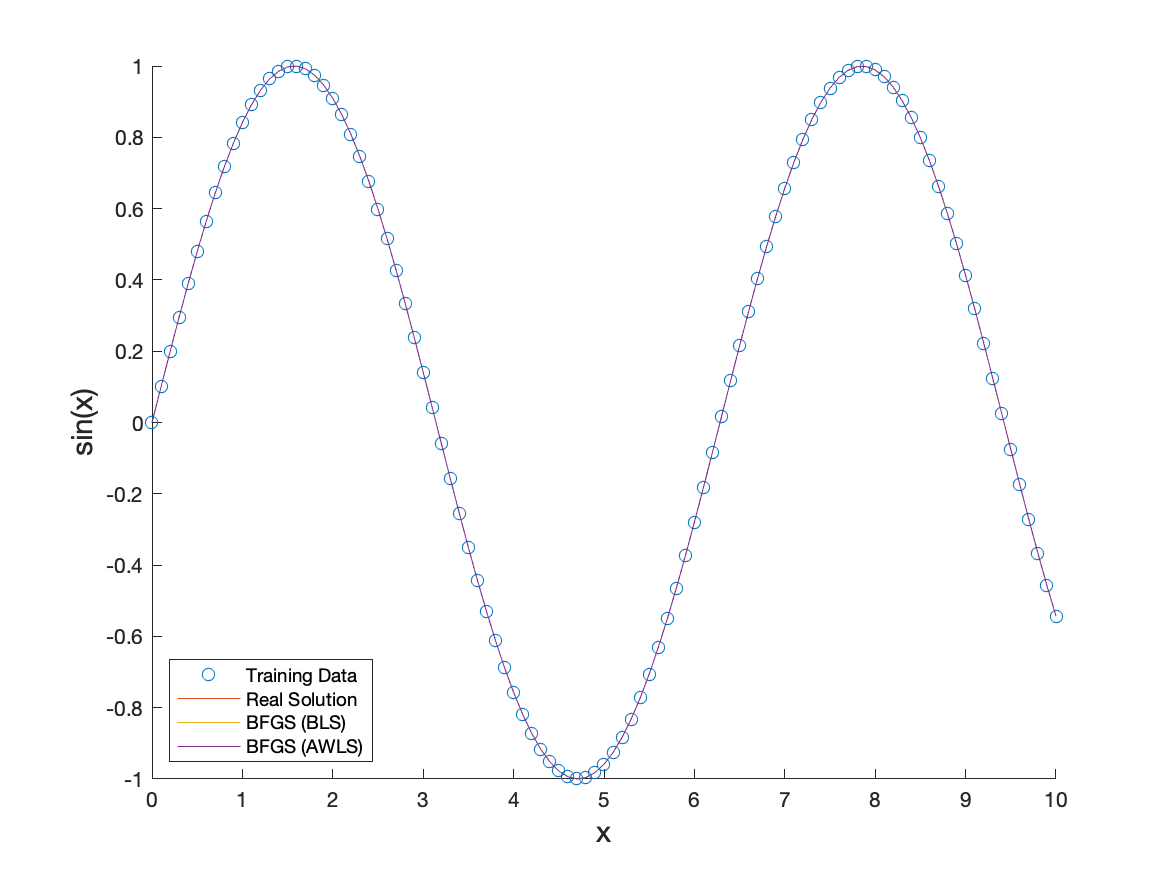 1
0.8
0.6
0.4
0.2
0
-0.2
-0.4
-0.6
-0.8
-1
sin(x)
Training Data
Real Solution
BFGS (BLS)
BFGS (AWLS)
0 1 2 3 4 5 6 7 8 9 10
x